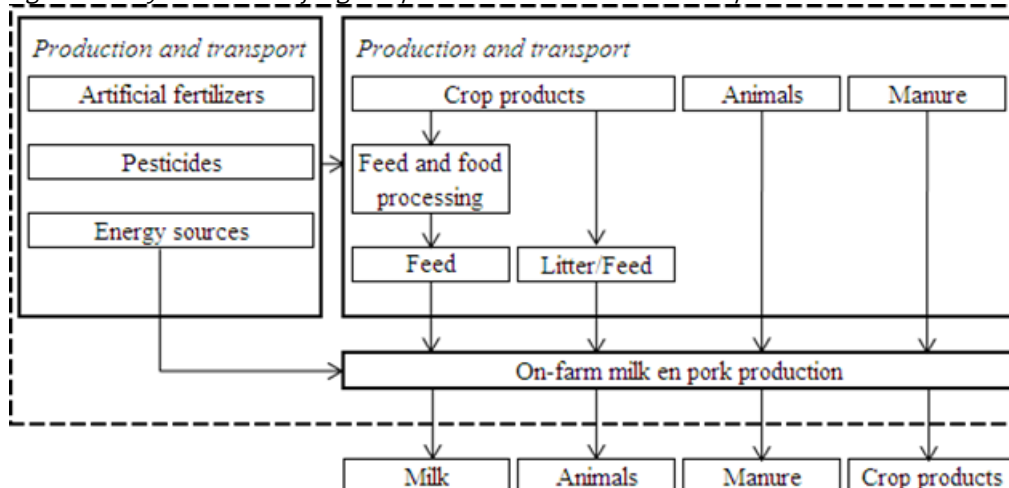 Production and transport
Production and transport
Artificial fertilizers
Crop products
Animals
Manure
Pesticides
Feed and food
processing
Energy sources
Feed
Litter/Feed
On-farm milk en pork production
Milk
Animals
Manure
Crop products